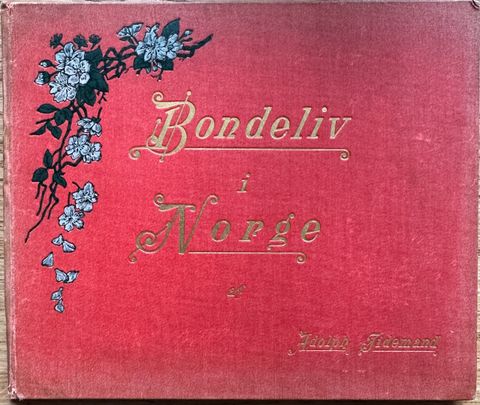 Bondeliv
i
Norge
af
Adolph Tidemand